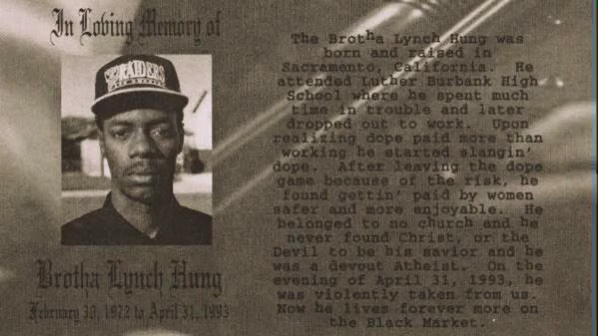 In Loving Memory of
RAIDERS
Brotha Lynch Hung
February 30, 1972 to April 31, 1993
The Brotha Lynch Hung was
born and raised in
Sacramento, California. He
attended Luther Burbank High
School where he spent much
time in trouble and later
dropped out to work. Upon
realizing dope paid more than
working he started slangin'
dope. After leaving the dope
game because of the risk, he
found gettin' paid by women
safer and more enjoyable. He
belonged to no church and he
never found Christ, or the
Devil to be his savior and he
was a devout Atheist. On the
evening of April 31, 1993, he
was violently taken from us.
Now he lives forever more on
the Black Market.